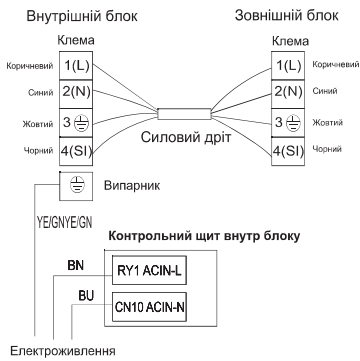 Внутрішній блок
Зовнішній блок
Клема
Клема
Коричневий 1(L)
1(L) Коричневий
Синий 2(N)
2(N) Синий
Жовтий 3
3 Жовтий
Чорний 4(SI)
4(SI) Чорний
Силовий дріт
Випарник
YE/GNYE/GN
Контрольний щит внутр блоку
BN
RY1 ACIN-L
BU
CN10 ACIN-N
Електроживлення